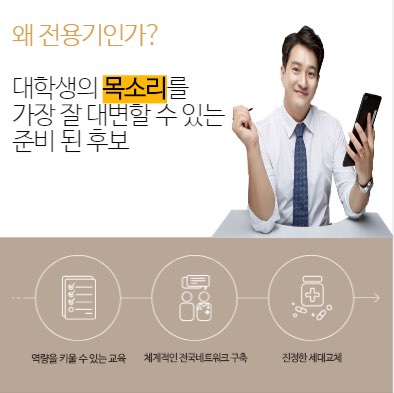 왜 전용기인가?
대학생의 목소리를
가장 잘 대변할 수 있는
준비 된 후보
역량을 키울 수 있는 교육
체계적인 전국네트워크 구축
진정한 세대교체